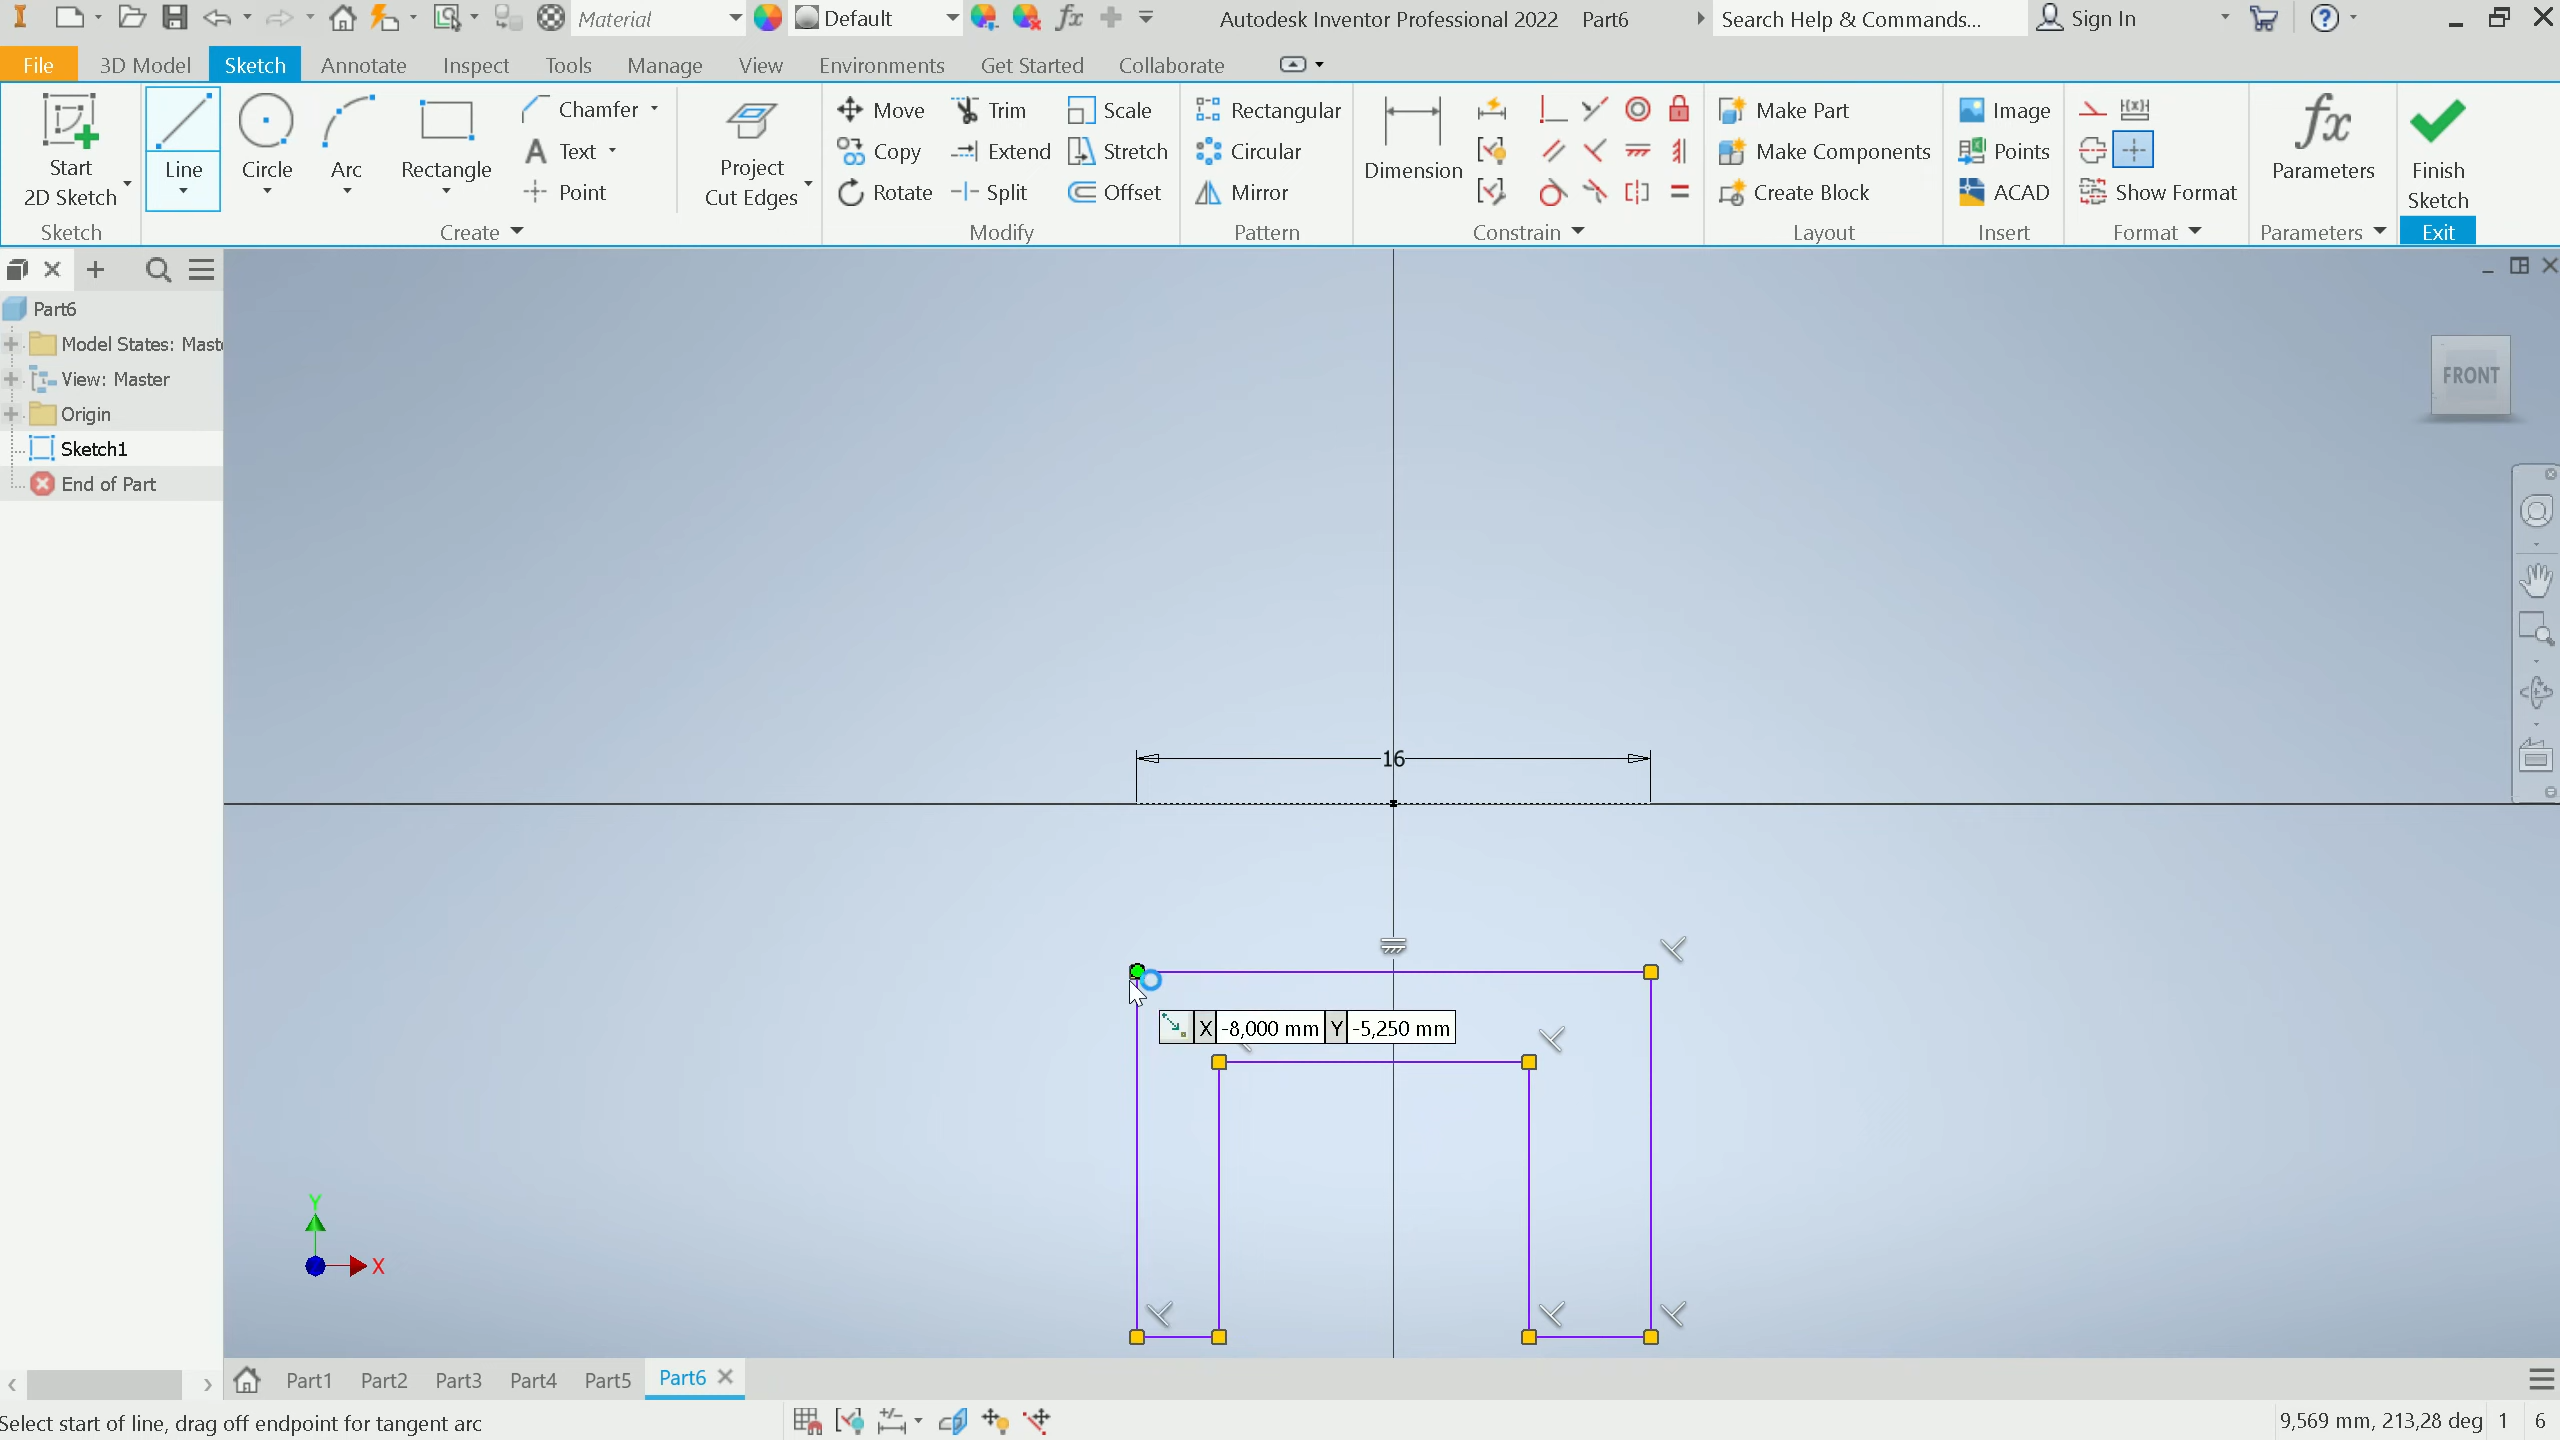 Material
Default
Autodesk Inventor Professional 2022 Part6
Search Help & Commands...
Sign In
File 3D Model Sketch Annotate Inspect Tools Manage View Environments Get Started Collaborate
Start
2D Sketch
Line
Circle
Arc
Rectangle
Chamfer
Text
Point
Project
Cut Edges
Move
Copy
Rotate
Trim
Extend
Split
Scale
Stretch
Offset
Rectangular
Circular
Mirror
Dimension
Make Part
Make Components
Create Block
Image
Points
ACAD
Show Format
fx
Parameters
Finish
Sketch
Sketch Create Modify Pattern Constrain Layout Insert Format Parameters Exit
Part6
Model States: Mast
View: Master
Origin
Sketch1
End of Part
FRONT
16
X -8,000 mm Y -5,250 mm
Y
X
Part1 Part2 Part3 Part4 Part5 Part6
Select start of line, drag off endpoint for tangent arc
9,569 mm, 213,28 deg 1 6